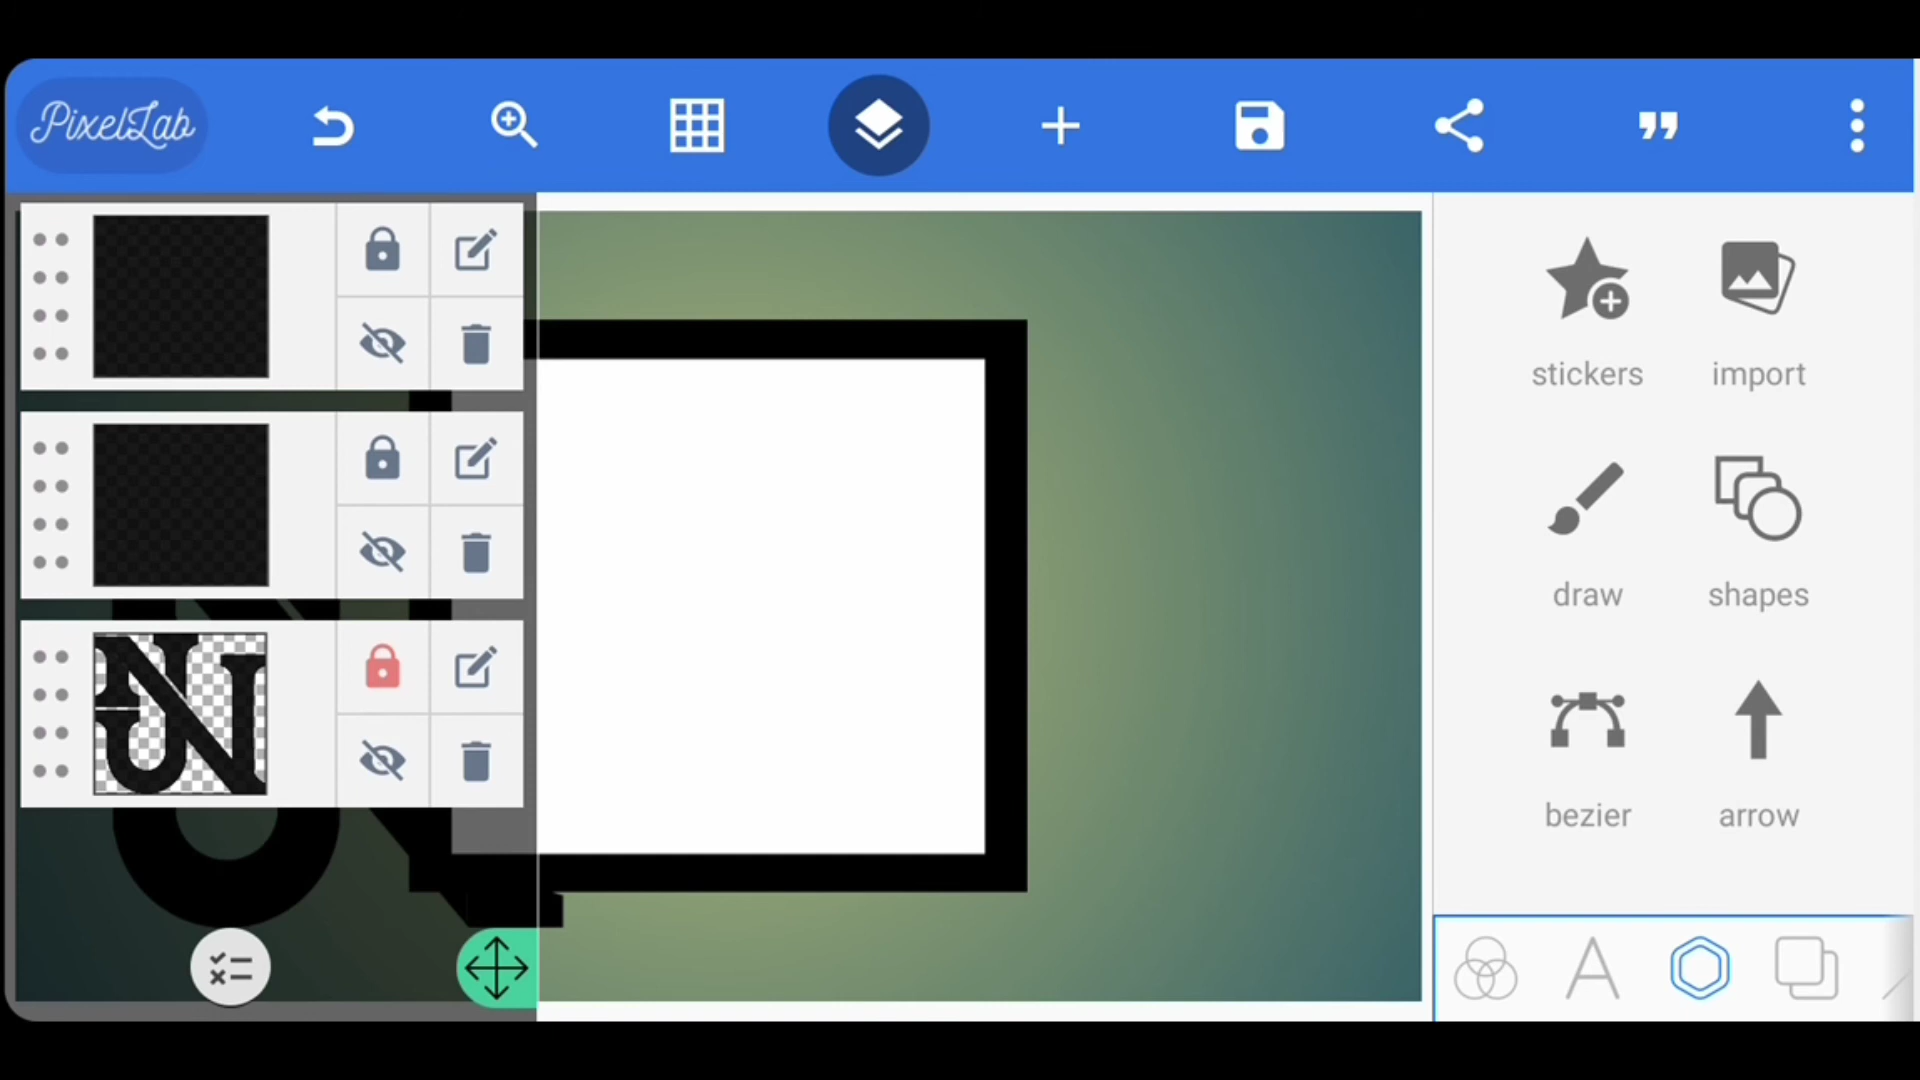 PixelLab
stickers
import
draw
shapes
bezier
arrow